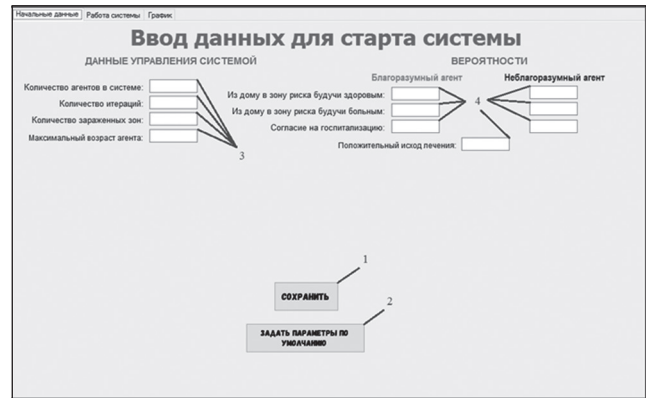 Начальные данные Работа системы График
Ввод данных для старта системы
ДАННЫЕ УПРАВЛЕНИЯ СИСТЕМОЙ
Количество агентов в системе:
Количество итераций:
Количество зараженных зон:
Максимальный возраст агента:
3
ВЕРОЯТНОСТИ
Благоразумный агент Неблагоразумный агент
Из дому в зону риска будучи здоровым:
Из дому в зону риска будучи больным:
Согласие на госпитализацию:
4
Положительный исход лечения:
1
СОХРАНИТЬ
2
ЗАДАТЬ ПАРАМЕТРЫ ПО
УМОЛЧАНИЮ